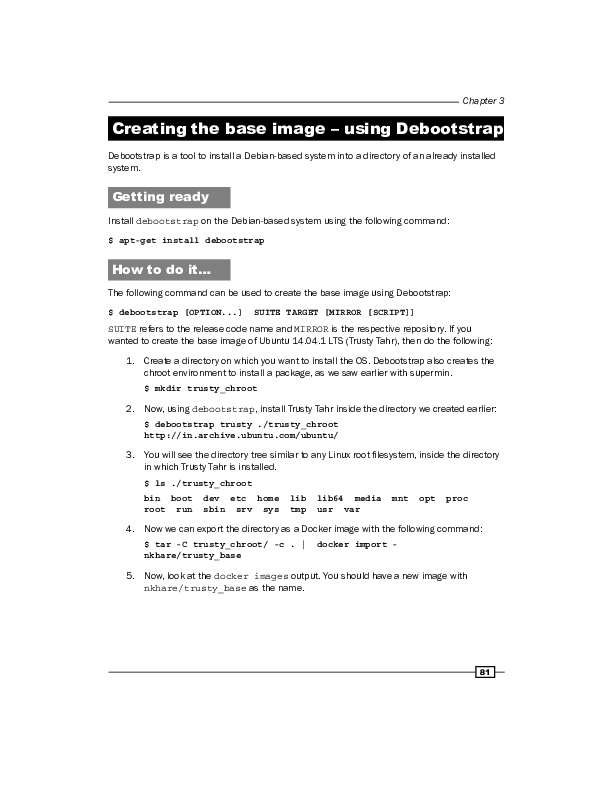 Chapter 3
Creating the base image – using Debootstrap
Debootstrap is a tool to install a Debian-based system into a directory of an already installed
system.
Getting ready
Install debootstrap on the Debian-based system using the following command:
$ apt-get install debootstrap
How to do it…
The following command can be used to create the base image using Debootstrap:
$ debootstrap [OPTION...]  SUITE TARGET [MIRROR [SCRIPT]]
SUITE refers to the release code name and MIRROR is the respective repository. If you
wanted to create the base image of Ubuntu 14.04.1 LTS (Trusty Tahr), then do the following:
1. Create a directory on which you want to install the OS. Debootstrap also creates the
chroot environment to install a package, as we saw earlier with supermin.
$ mkdir trusty_chroot
2. Now, using debootstrap, install Trusty Tahr inside the directory we created earlier:
$ debootstrap trusty ./trusty_chroot
http://in.archive.ubuntu.com/ubuntu/
3. You will see the directory tree similar to any Linux root filesystem, inside the directory
in which Trusty Tahr is installed.
$ ls ./trusty_chroot
bin  boot  dev  etc  home  lib  lib64  media  mnt  opt  proc
root  run  sbin  srv  sys  tmp  usr  var
4. Now we can export the directory as a Docker image with the following command:
$ tar -C trusty_chroot/ -c . |  docker import -
nkhare/trusty_base
5. Now, look at the docker images output. You should have a new image with
nkhare/trusty_base as the name.
81